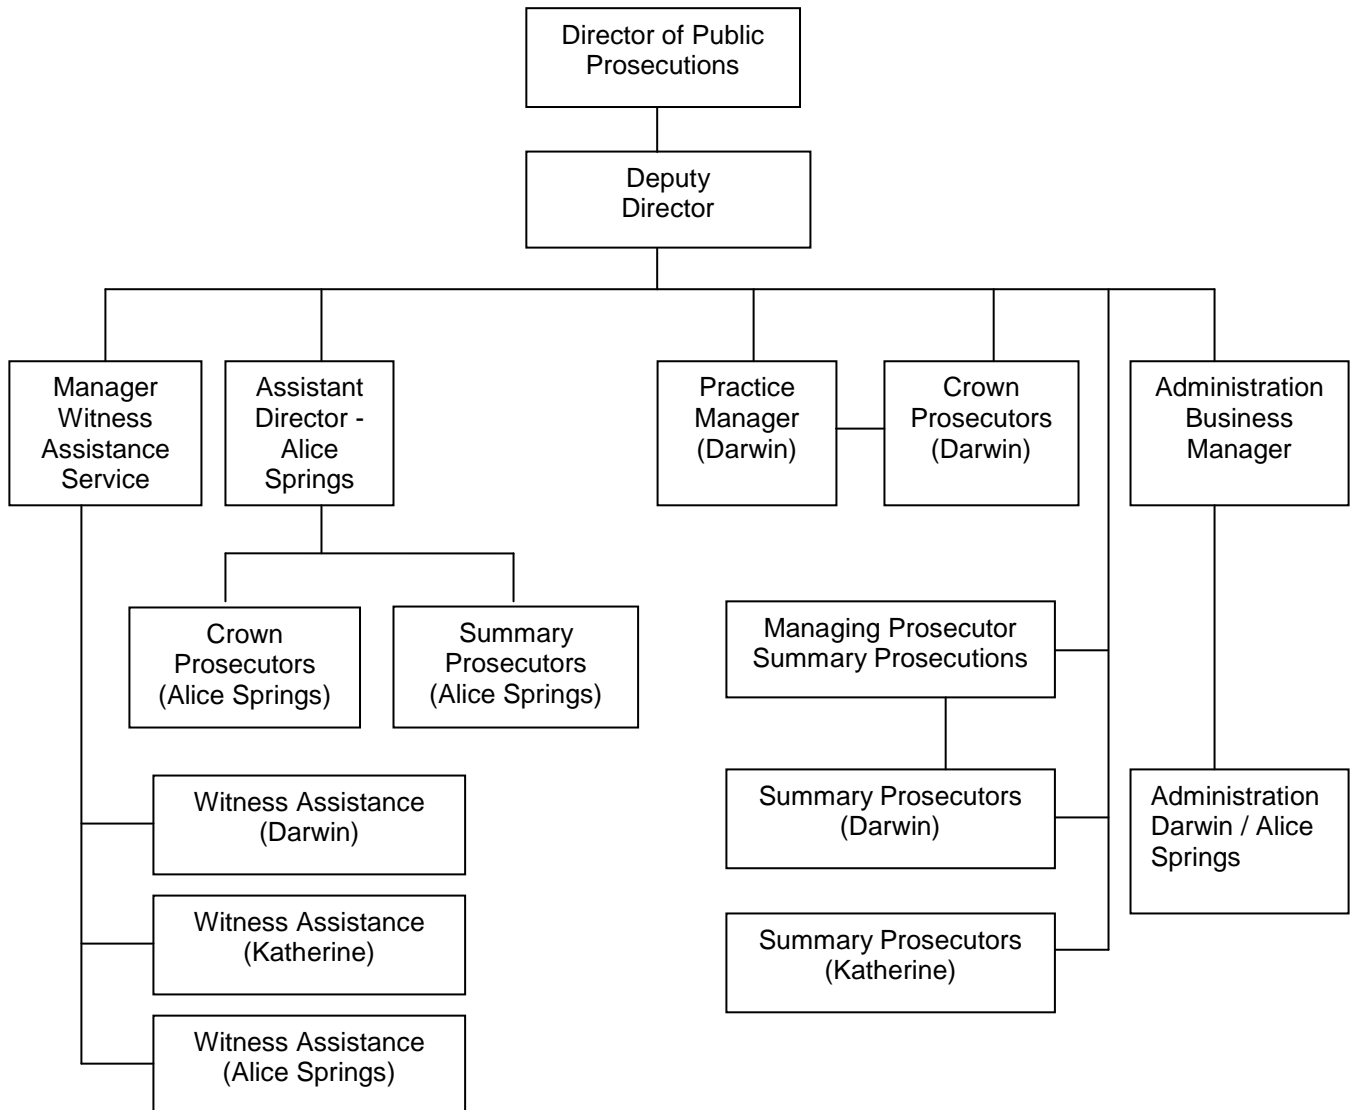 Director of Public
Prosecutions
Deputy
Director
Manager
Witness
Assistance
Service
Assistant
Director -
Alice
Springs
Practice
Manager
(Darwin)
Crown
Prosecutors
(Darwin)
Administration
Business
Manager
Crown
Prosecutors
(Alice Springs)
Summary
Prosecutors
(Alice Springs)
Managing Prosecutor
Summary Prosecutions
Witness Assistance
(Darwin)
Summary Prosecutors
(Darwin)
Administration
Darwin / Alice
Springs
Witness Assistance
(Katherine)
Summary Prosecutors
(Katherine)
Witness Assistance
(Alice Springs)